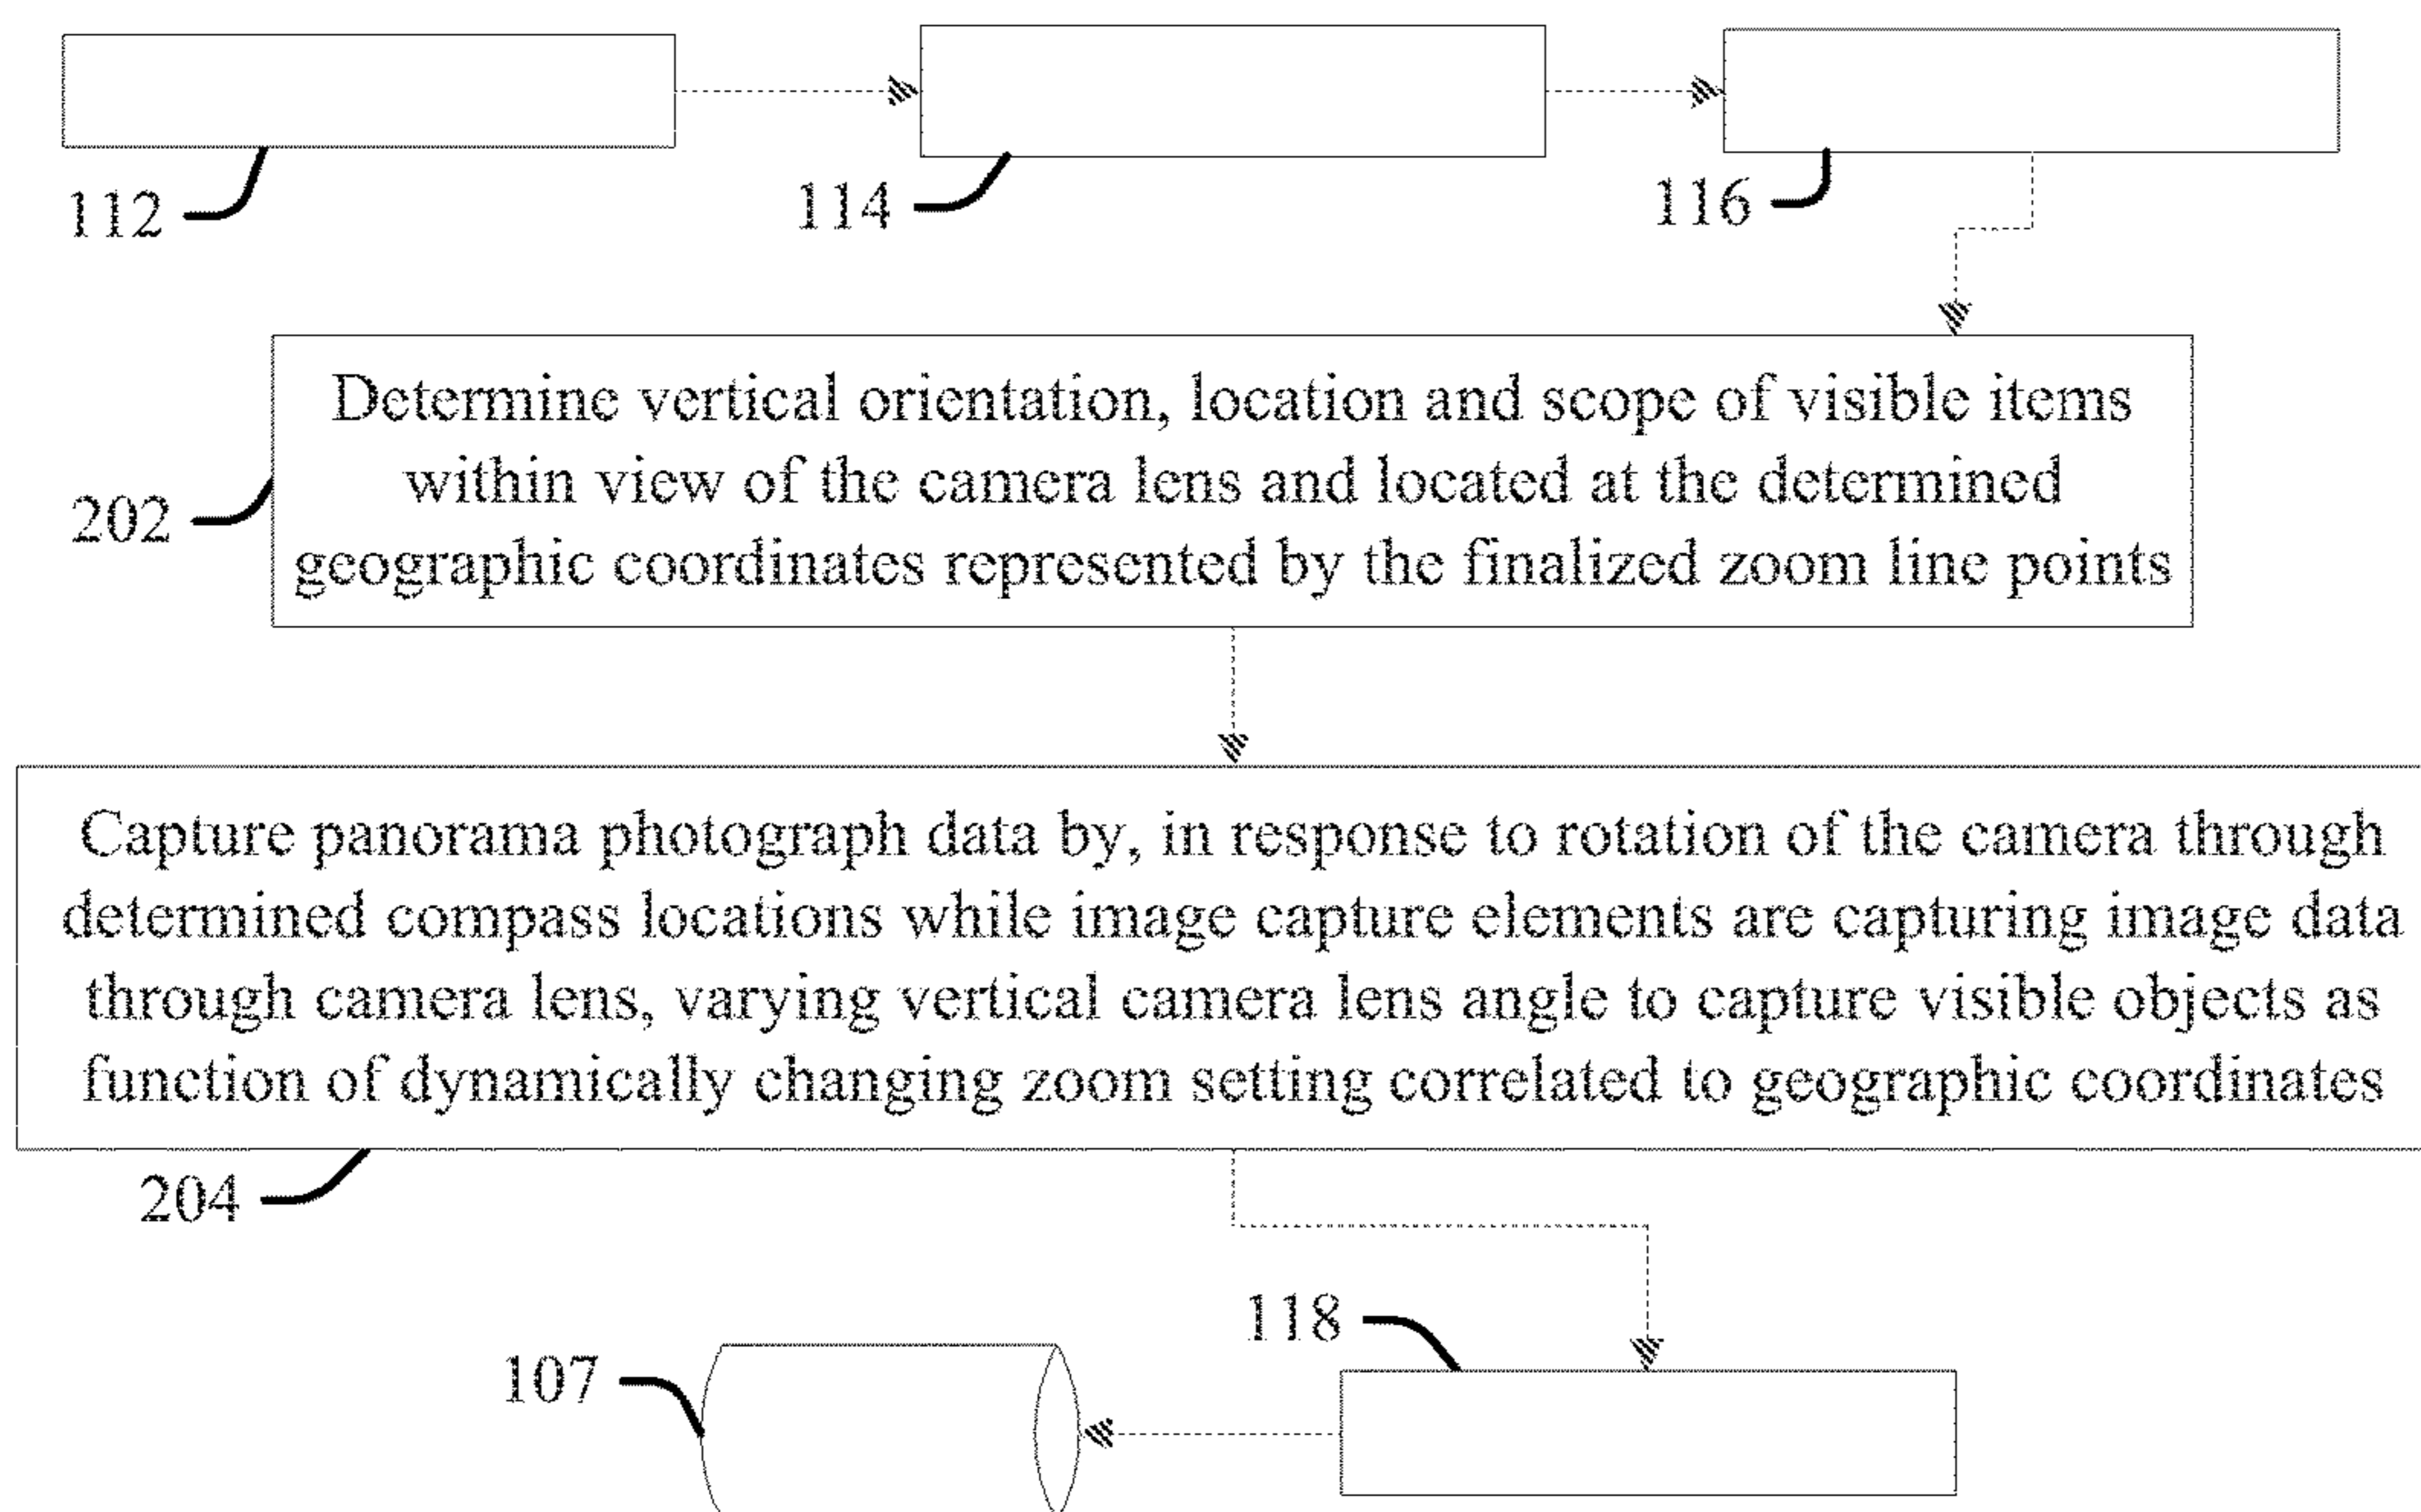 112
114
116
202
Determine vertical orientation, location and scope of visible items
within view of the camera lens and located at the determined
geographic coordinates represented by the finalized zoom line points
Capture panorama photograph data by, in response to rotation of the camera through
determined compass locations while image capture elements are capturing image data
through camera lens, varying vertical camera lens angle to capture visible objects as
function of dynamically changing zoom setting correlated to geographic coordinates
204
118
107